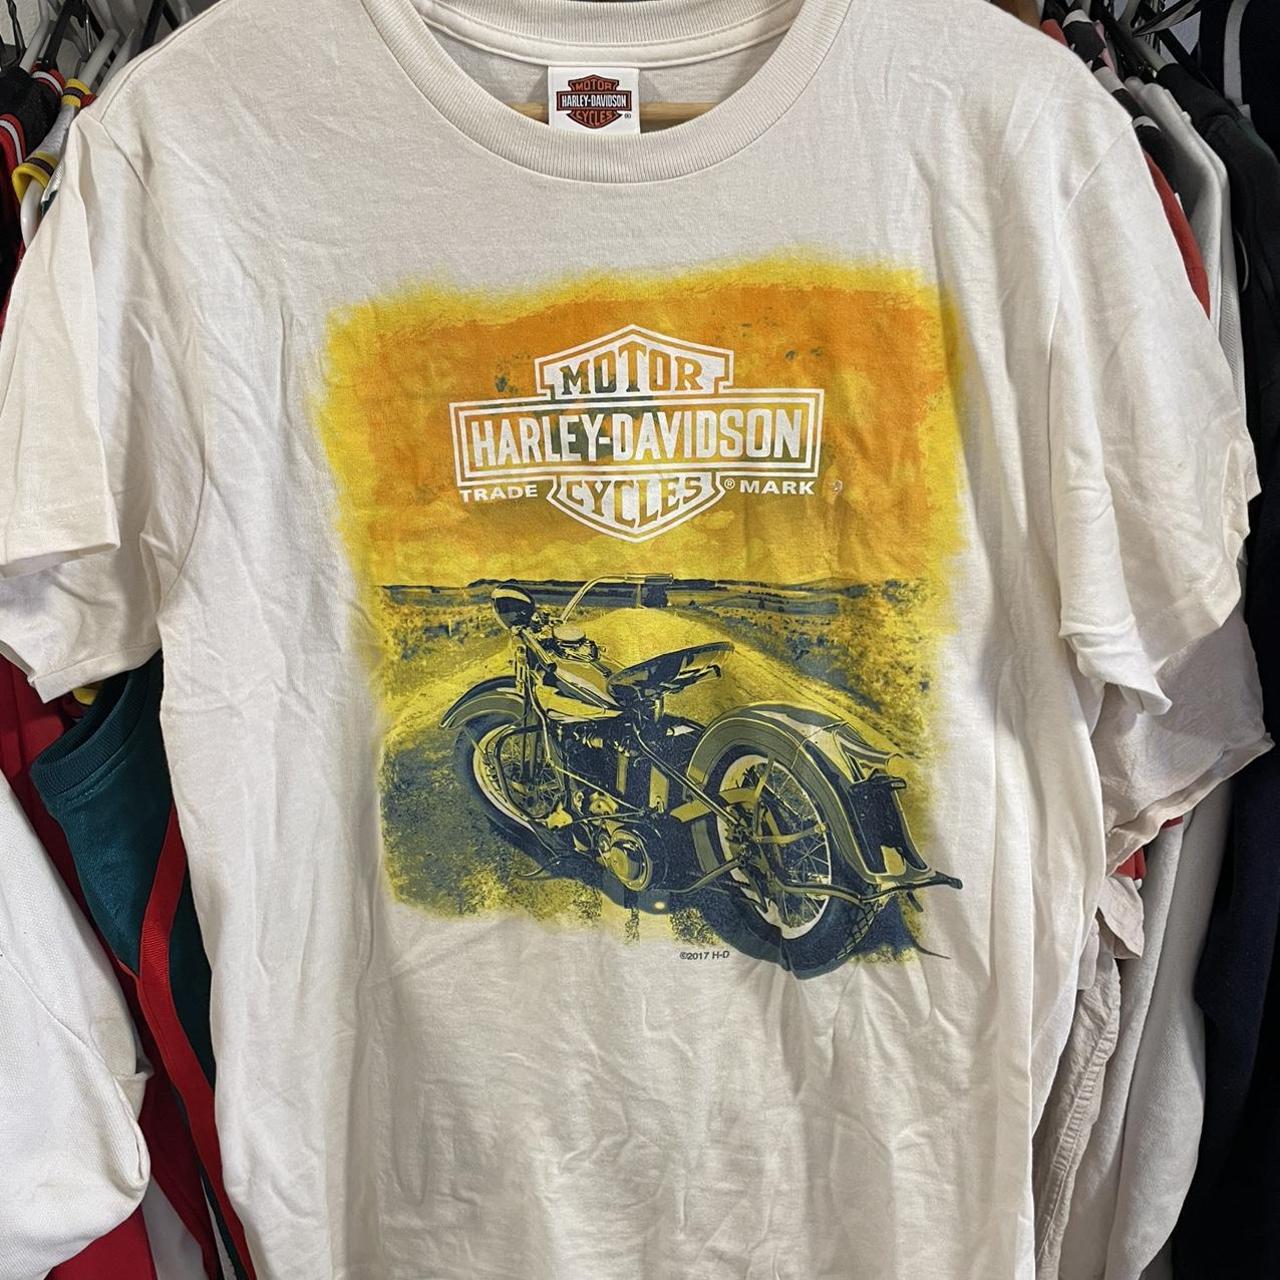 MOTOR
HARLEY-DAVIDSON
CYCLES
®
MOTOR
HARLEY-DAVIDSON
TRADE CYCLES ® MARK
©2017 H-D